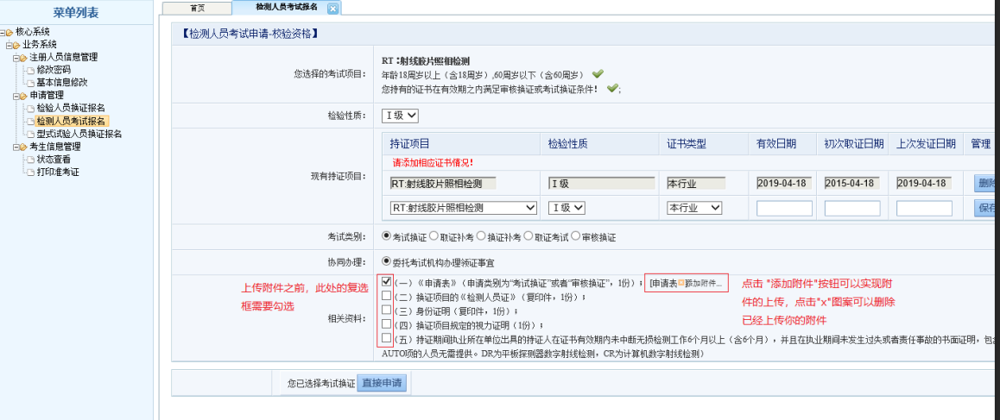 菜单列表
核心系统
业务系统
注册人员信息管理
修改密码
基本信息修改
申请管理
检验人员换证报名
检测人员考试报名
型式试验人员换证报名
考生信息管理
状态查看
打印准考证
首页
检测人员考试报名
【检测人员考试申请-校验资格】
您选择的考试项目：
RT：射线胶片照相检测
年龄18周岁以上（含18周岁）,60周岁以下（含60周岁）
您持有的证书在有效期之内满足审核换证或考试换证条件！ ;
检验性质： I 级
现有持证项目：
持证项目 检验性质 证书类型 有效日期 初次取证日期 上次发证日期 管理
请添加相应证书情况！
RT:射线胶片照相检测 I 级 本行业 2019-04-18 2015-04-18 2019-04-18 删除
RT:射线胶片照相检测 I 级 本行业 保存
考试类别： 考试换证 取证补考 换证补考 取证考试 审核换证
协同办理： 委托考试机构办理领证事宜
相关资料：
（一）《申请表》（申请类别为“考试换证”或者“审核换证”，1份）； [申请表 添加附件...
（二）换证项目的《检测人员证》（复印件，1份）；
（三）身份证明（复印件，1份）；
（四）换证项目规定的视力证明（1份）；
（五）持证期间执业所在单位出具的持证人在证书有效期内未中断无损检测工作6个月以上（含6个月），并且在执业期间未发生过失或者责任事故的书面证明，包含
AUTO项的人员无需提供。DR为平板探测器数字射线检测，CR为计算机数字射线检测）
上传附件之前，此处的复选
框需要勾选
点击 "添加附件"按钮可以实现附
件的上传，点击"x"图案可以删除
已经上传你的附件
您已选择考试换证 直接申请